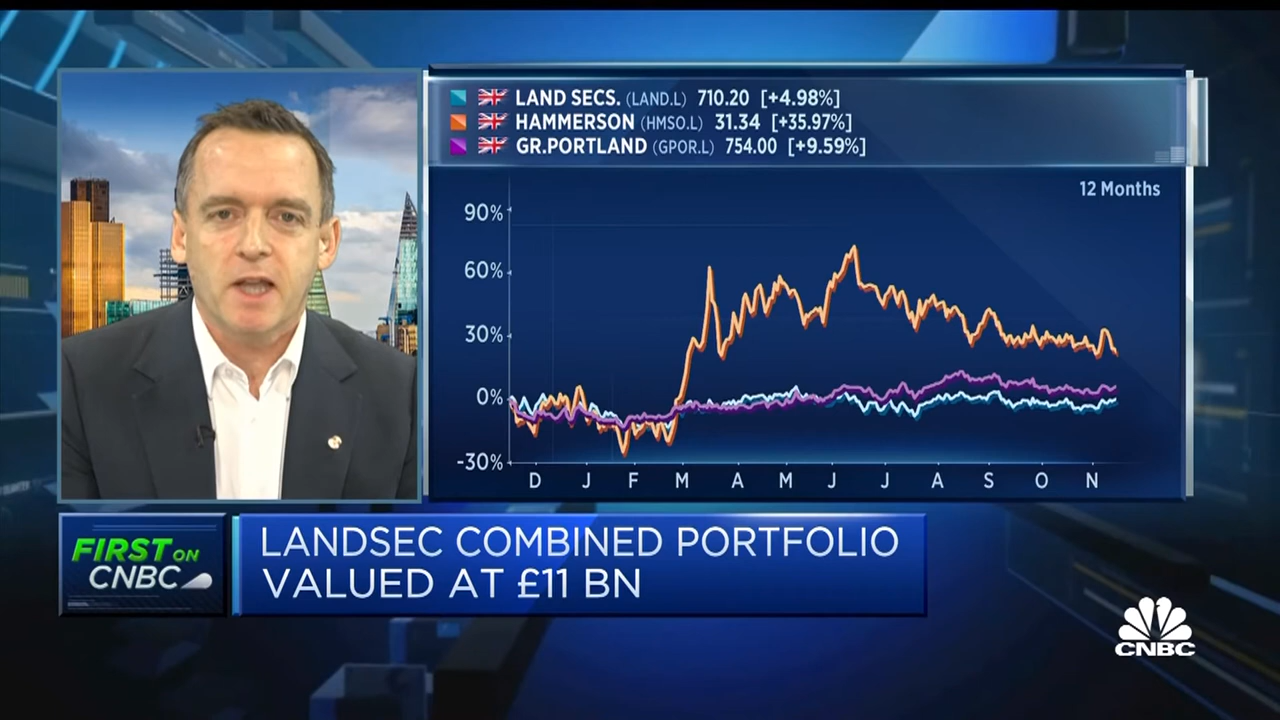 LAND SECS. (LAND.L) 710.20 [+4.98%]
HAMMERSON (HMSO.L) 31.34 [+35.97%]
GR.PORTLAND (GPOR.L) 754.00 [+9.59%]
12 Months
90%
60%
30%
0%
-30%
D J F M A M J J A S O N
FIRST ON
CNBC
LANDSEC COMBINED PORTFOLIO
VALUED AT £11 BN
CNBC